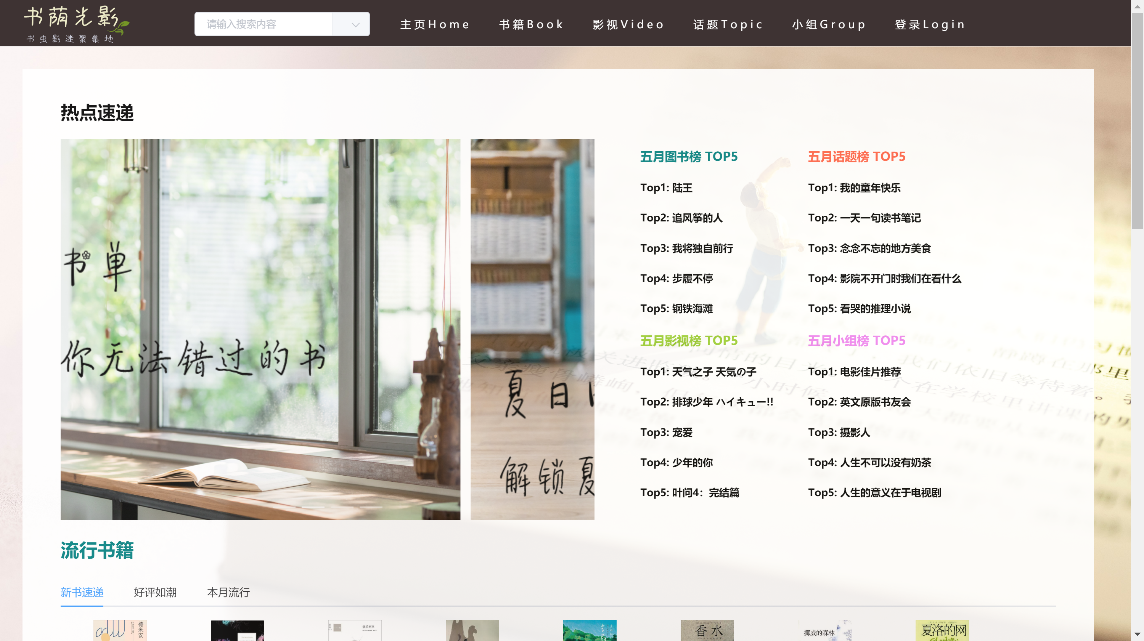 书荫光影
书虫影迷聚集地
请输入搜索内容
主页Home
书籍Book
影视Video
话题Topic
小组Group
登录Login
热点速递
书单
你无法错过的书
夏日
解锁夏
五月图书榜 TOP5
Top1: 陆王
Top2: 追风筝的人
Top3: 我将独自前行
Top4: 步履不停
Top5: 钢铁海滩
五月话题榜 TOP5
Top1: 我的童年快乐
Top2: 一天一句读书笔记
Top3: 念念不忘的地方美食
Top4: 影院不开门时我们在看什么
Top5: 看哭的推理小说
五月影视榜 TOP5
Top1: 天气之子 天気の子
Top2: 排球少年 ハイキュー!!
Top3: 宠爱
Top4: 少年的你
Top5: 叶问4：完结篇
五月小组榜 TOP5
Top1: 电影佳片推荐
Top2: 英文原版书友会
Top3: 摄影人
Top4: 人生不可以没有奶茶
Top5: 人生的意义在于电视剧
流行书籍
新书速递
好评如潮
本月流行
香水
挪威的森林
夏洛的网